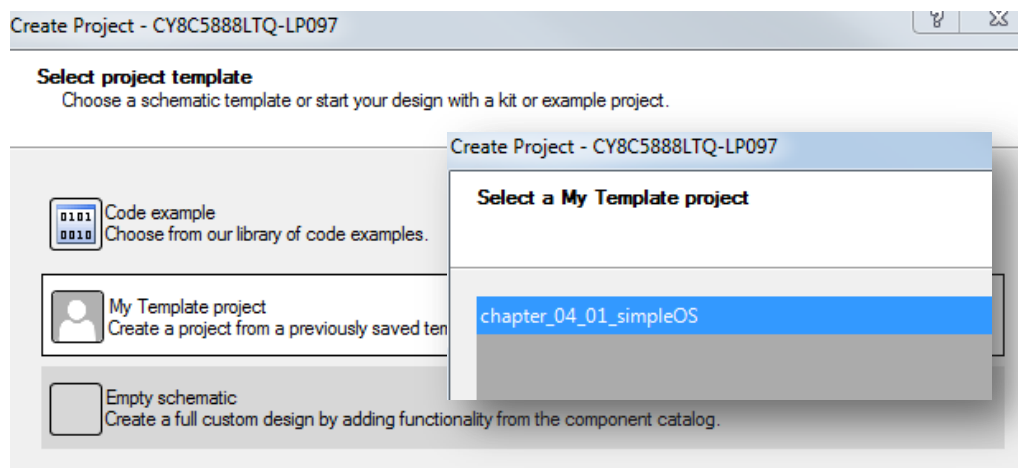 Create Project - CY8C5888LTQ-LP097
Select project template
Choose a schematic template or start your design with a kit or example project.
0101
0010
Code example
Choose from our library of code examples.
My Template project
Create a project from a previously saved
Empty schematic
Create a full custom design by adding functionality from the component catalog.
Create Project - CY8C5888LTQ-LP097
Select a My Template project
chapter_04_01_simpleOS